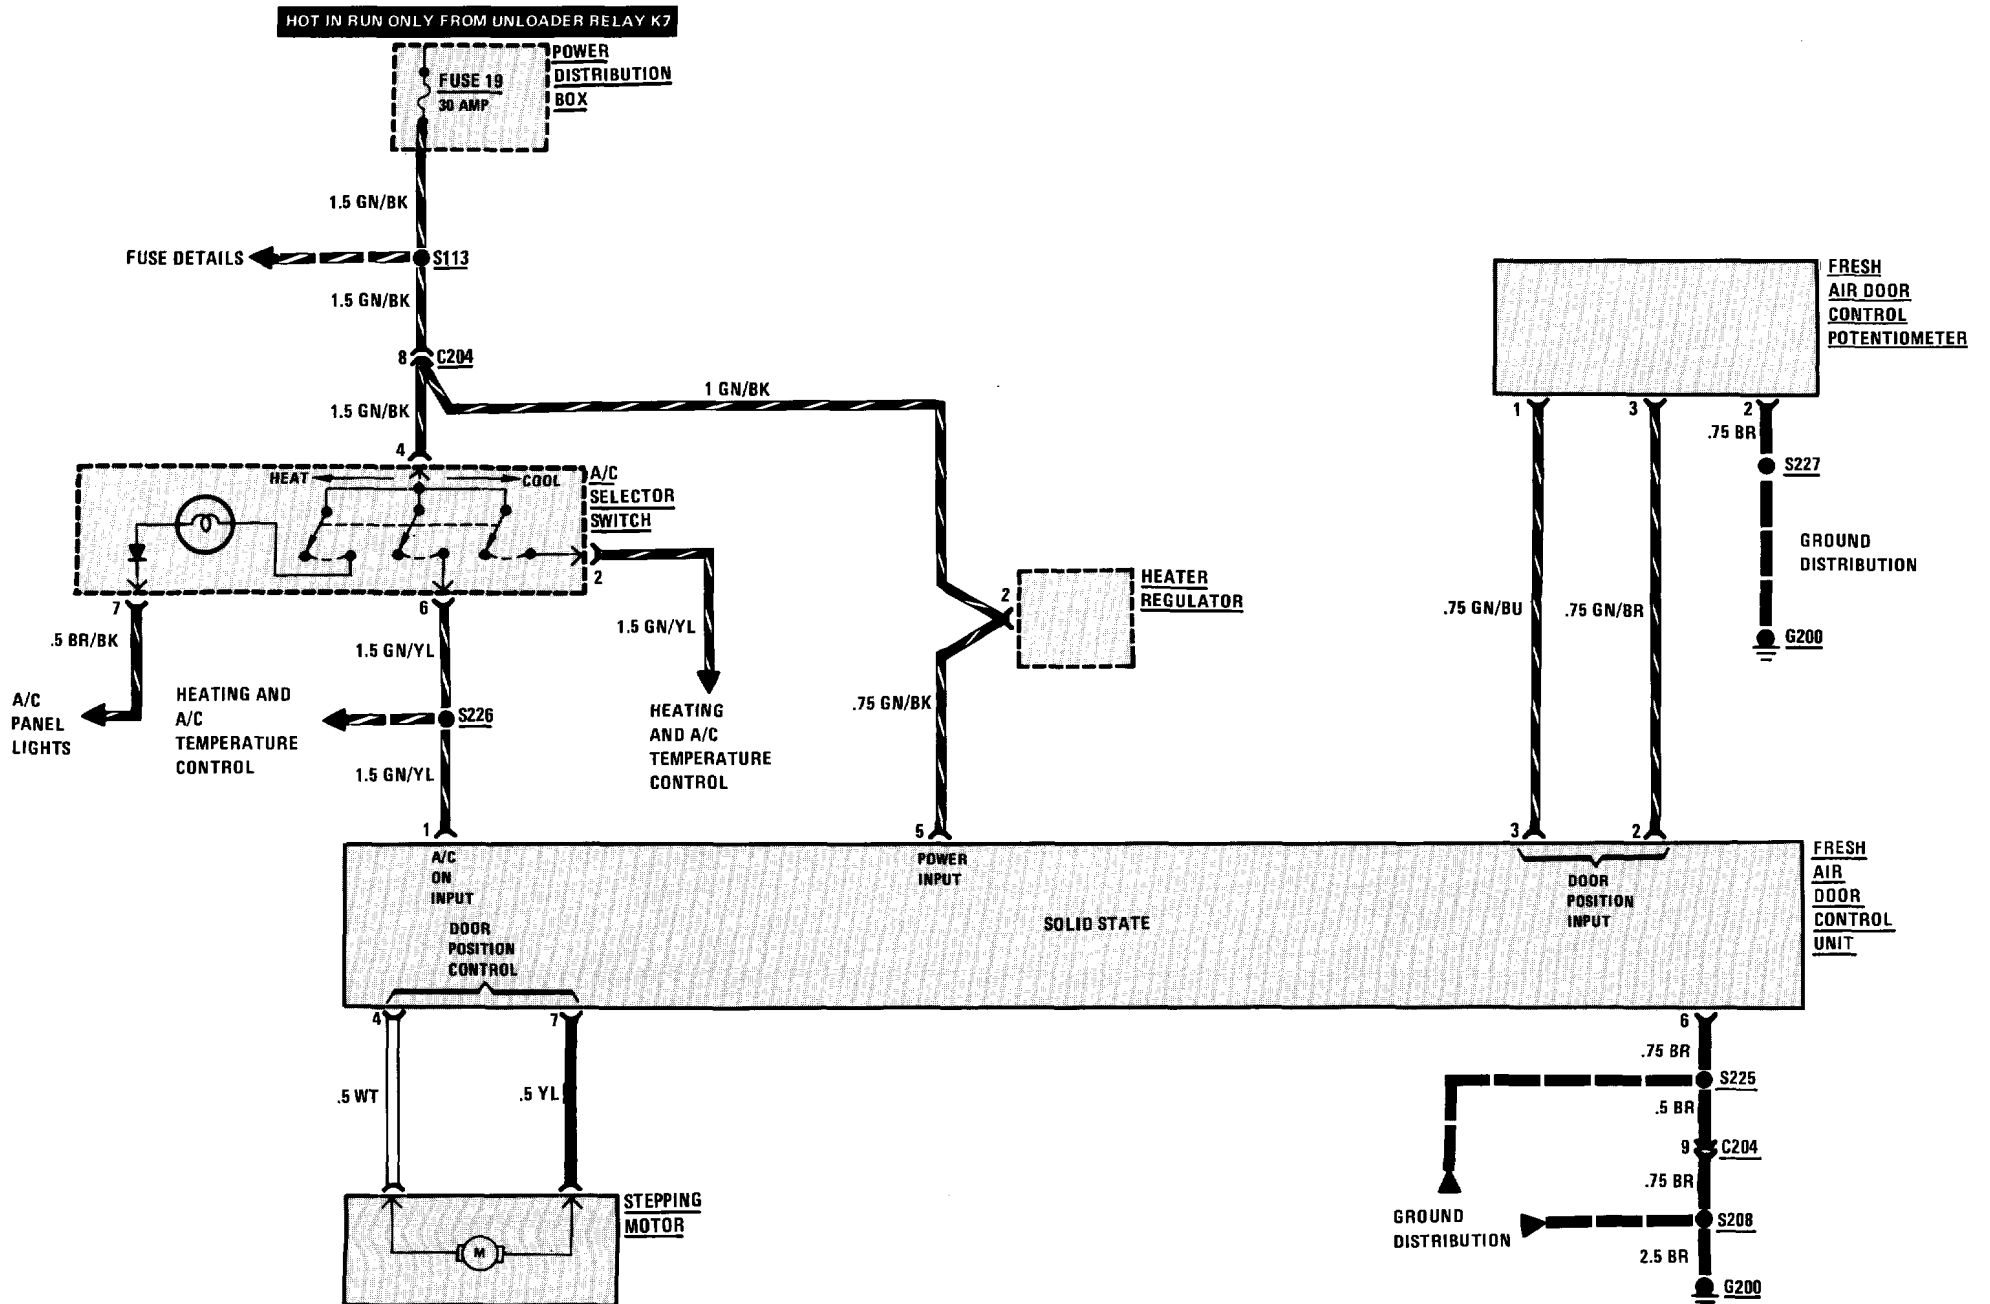 HOT IN RUN ONLY FROM UNLOADER RELAY K7
POWER
DISTRIBUTION
BOX
FUSE 19
30 AMP
1.5 GN/BK
FUSE DETAILS
S113
1.5 GN/BK
8
C204
1.5 GN/BK
1 GN/BK
4
HEAT
COOL
A/C
SELECTOR
SWITCH
2
7
6
.5 BR/BK
1.5 GN/YL
1.5 GN/YL
A/C
PANEL
LIGHTS
HEATING AND
A/C
TEMPERATURE
CONTROL
S226
1.5 GN/YL
HEATING
AND A/C
TEMPERATURE
CONTROL
2
HEATER
REGULATOR
.75 GN/BK
FRESH
AIR DOOR
CONTROL
POTENTIOMETER
1
3
2
.75 BR
S227
GROUND
DISTRIBUTION
G200
.75 GN/BU
.75 GN/BR
1
5
3
2
A/C
ON
INPUT
POWER
INPUT
DOOR
POSITION
INPUT
SOLID STATE
DOOR
POSITION
CONTROL
FRESH
AIR
DOOR
CONTROL
UNIT
4
7
.5 WT
.5 YL
STEPPING
MOTOR
M
6
.75 BR
S225
.5 BR
9
C204
.75 BR
GROUND
DISTRIBUTION
S208
2.5 BR
G200